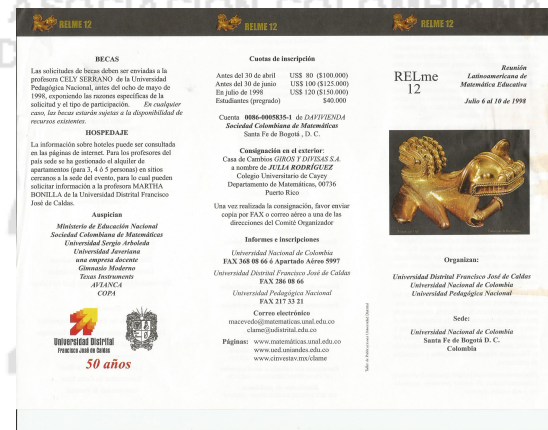 RELME 12
BECAS
Las solicitudes de becas deben ser enviadas a la
profesora CELY SERRANO de la Universidad
Pedagógica Nacional, antes del ocho de mayo de
1998, exponiendo las razones específicas de la
solicitud y el tipo de participación. En cualquier
caso, las becas estarán sujetas a la disponibilidad de
recursos existentes.
HOSPEDAJE
La información sobre hoteles puede ser consultada
en las páginas de internet. Para los profesores del
país sede se ha gestionado el alquiler de
apartamentos (para 3, 4 ó 5 personas) en sitios
cercanos a la sede del evento, para lo cual pueden
solicitar información a la profesora MARTHA
BONILLA de la Universidad Distrital Francisco
José de Caldas.
Auspician
Ministerio de Educación Nacional
Sociedad Colombiana de Matemáticas
Universidad Sergio Arboleda
Universidad Javeriana
una empresa docente
Gimnasio Moderno
Texas Instruments
AVIANCA
COPA
Universidad Distrital
Francisco José de Caldas
50 años
RELME 12
Cuotas de inscripción
Antes del 30 de abril US$ 80 ($100.000)
Antes del 30 de junio US$ 100 ($125.000)
En julio de 1998 US$ 120 ($150.000)
Estudiantes (pregrado) $40.000
Cuenta 0086-0005835-1 de DAVIVIENDA
Sociedad Colombiana de Matemáticas
Santa Fe de Bogotá , D. C.
Consignación en el exterior:
Casa de Cambios GIROS Y DIVISAS S.A.
a nombre de JULIA RODRÍGUEZ
Colegio Universitario de Cayey
Departamento de Matemáticas, 00736
Puerto Rico
Una vez realizada la consignación, favor enviar
copia por FAX o correo aéreo a una de las
direcciones del Comité Organizador
Informes e inscripciones
Universidad Nacional de Colombia
FAX 368 08 66 ó Apartado Aéreo 5997
Universidad Distrital Francisco José de Caldas
FAX 286 08 66
Universidad Pedagógica Nacional
FAX 217 33 21
Correo electrónico
macevedo@matematicas.unal.edu.co
clame@udistrital.edu.co
Páginas: www.matemáticas.unal.edu.co
www.ued.uniandes.edu.co
www.cinvestav.mx/clame
RELME 12
RELme
12
Reunión
Latinoamericana de
Matemática Educativa
Julio 6 al 10 de 1998
Organizan:
Universidad Distrital Francisco José de Caldas
Universidad Nacional de Colombia
Universidad Pedagógica Nacional
Sede:
Universidad Nacional de Colombia
Santa Fe de Bogotá D. C.
Colombia